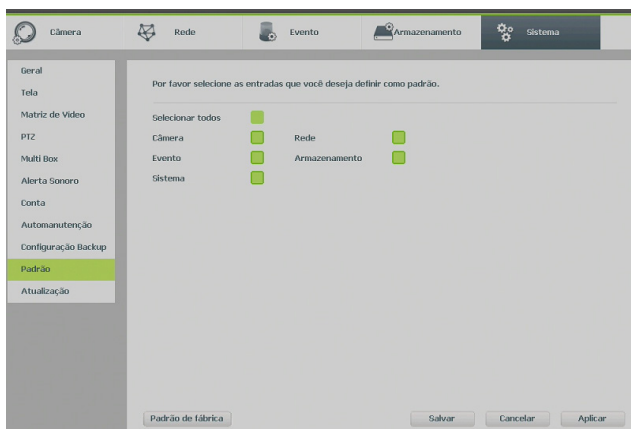 Câmera Rede Evento Armazenamento Sistema
Geral
Tela
Matriz de Vídeo
PTZ
Multi Box
Alerta Sonoro
Conta
Automanutenção
Configuração Backup
Padrão
Atualização
Por favor selecione as entradas que você deseja definir como padrão.
Selecionar todos
Câmera Rede
Evento Armazenamento
Sistema
Padrão de fábrica Salvar Cancelar Aplicar